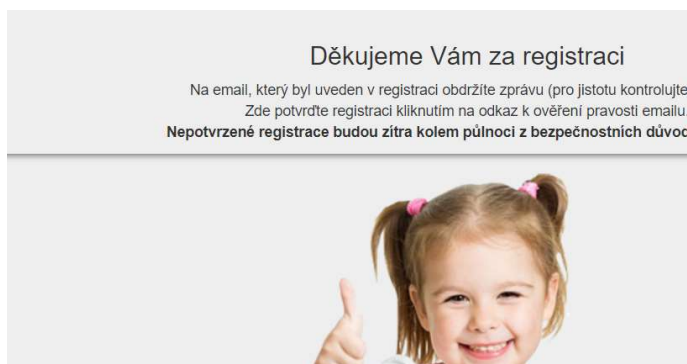 Děkujeme Vám za registraci
Na email, který byl uveden v registraci obdržíte zprávu (pro jistotu kontrolujte
Zde potvrďte registraci kliknutím na odkaz k ověření pravosti emailu.
Nepotvrzené registrace budou zítra kolem půlnoci z bezpečnostních důvod